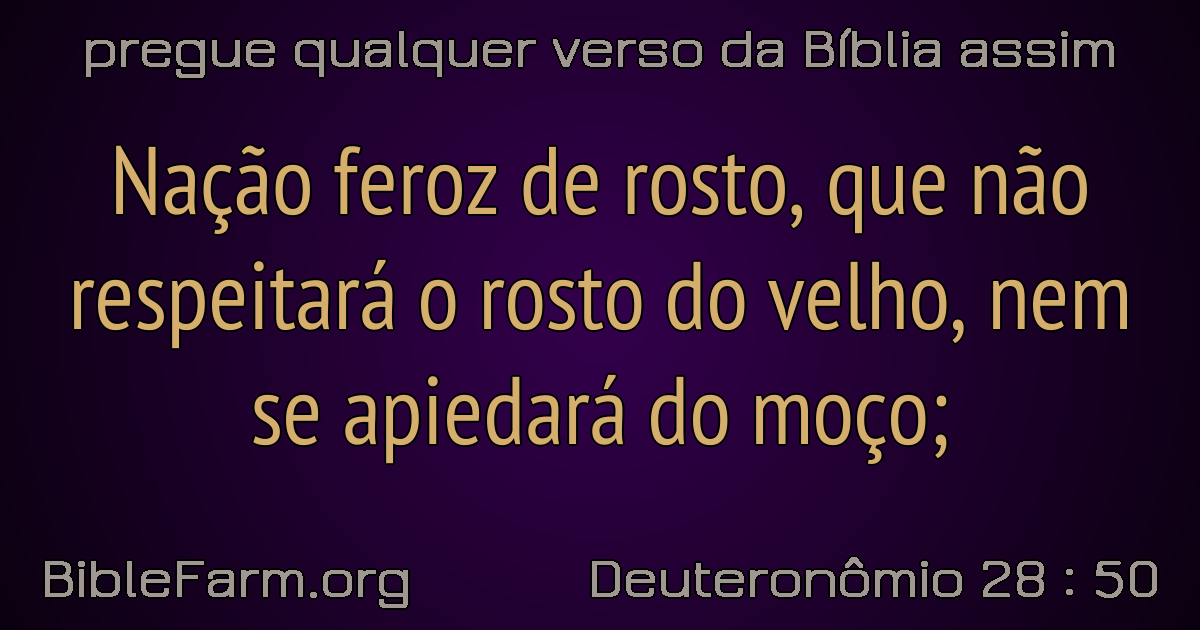 pregue qualquer verso da Bíblia assim
Nação feroz de rosto, que não
respeitará o rosto do velho, nem
se apiedará do moço;
BibleFarm.org
Deuteronômio 28 : 50